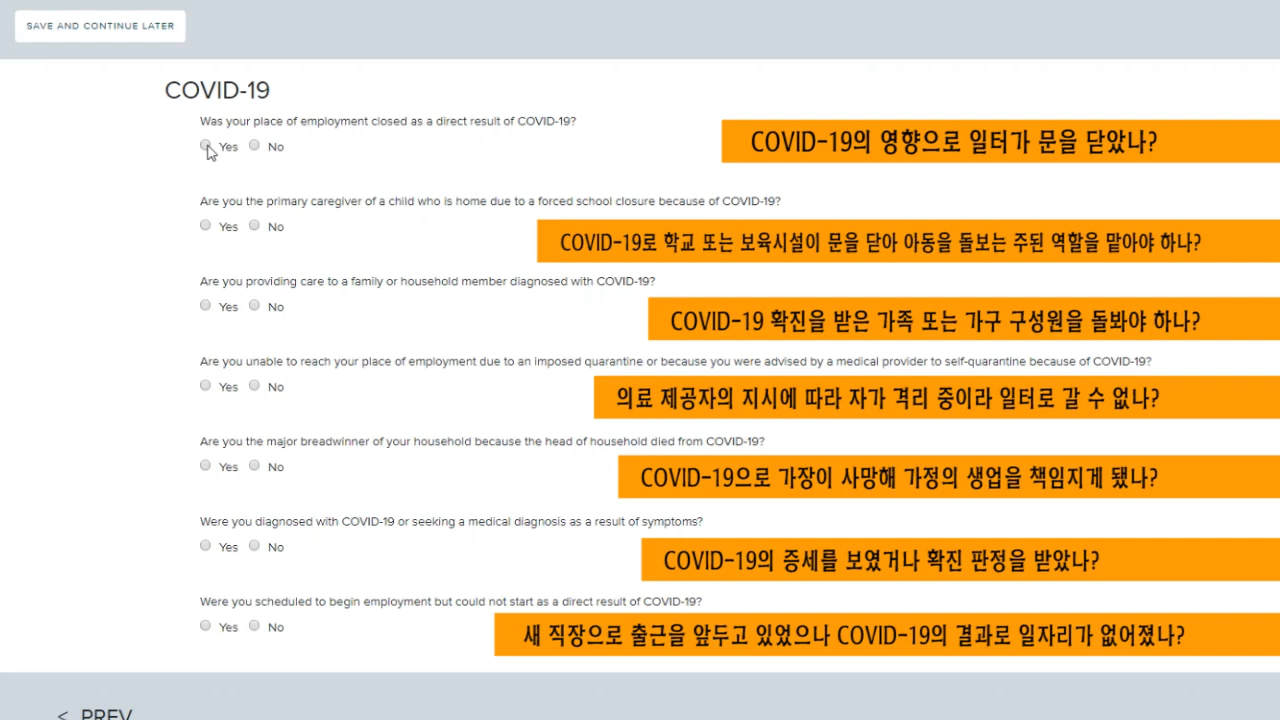 SAVE AND CONTINUE LATER
COVID-19
Was your place of employment closed as a direct result of COVID-19?
Yes No
COVID-19의 영향으로 일터가 문을 닫았나?
Are you the primary caregiver of a child who is home due to a forced school closure because of COVID-19?
Yes No
COVID-19로 학교 또는 보육시설이 문을 닫아 아동을 돌보는 주된 역할을 맡아야 하나?
Are you providing care to a family or household member diagnosed with COVID-19?
Yes No
COVID-19 확진을 받은 가족 또는 가구 구성원을 돌봐야 하나?
Are you unable to reach your place of employment due to an imposed quarantine or because you were advised by a medical provider to self-quarantine because of COVID-19?
Yes No
의료 제공자의 지시에 따라 자가 격리 중이라 일터로 갈 수 없나?
Are you the major breadwinner of your household because the head of household died from COVID-19?
Yes No
COVID-19으로 가장이 사망해 가정의 생업을 책임지게 됐나?
Were you diagnosed with COVID-19 or seeking a medical diagnosis as a result of symptoms?
Yes No
COVID-19의 증세를 보였거나 확진 판정을 받았나?
Were you scheduled to begin employment but could not start as a direct result of COVID-19?
Yes No
새 직장으로 출근을 앞두고 있었으나 COVID-19의 결과로 일자리가 없어졌나?
< PREV